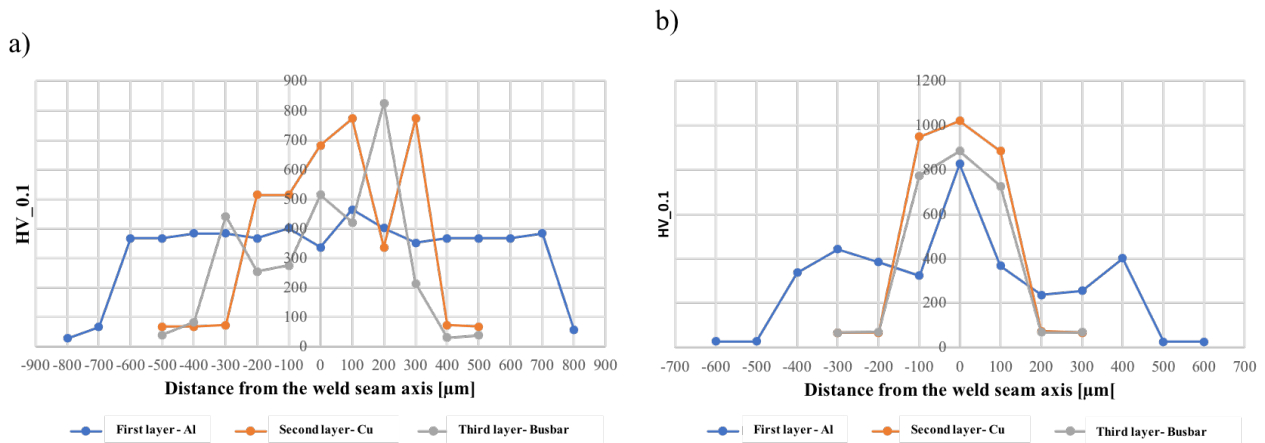 a)
900
800
700
600
500
400
300
200
100
0
-900 -800 -700 -600 -500 -400 -300 -200 -100 0 100 200 300 400 500 600 700 800 900
HV_0.1
Distance from the weld seam axis [µm]
First layer - Al Second layer- Cu Third layer- Busbar
b)
1200
1000
800
600
400
200
0
-700 -600 -500 -400 -300 -200 -100 0 100 200 300 400 500 600 700
HV_0.1
Distance from the weld seam axis [µm[
First layer - Al Second layer- Cu Third layer- Busbar